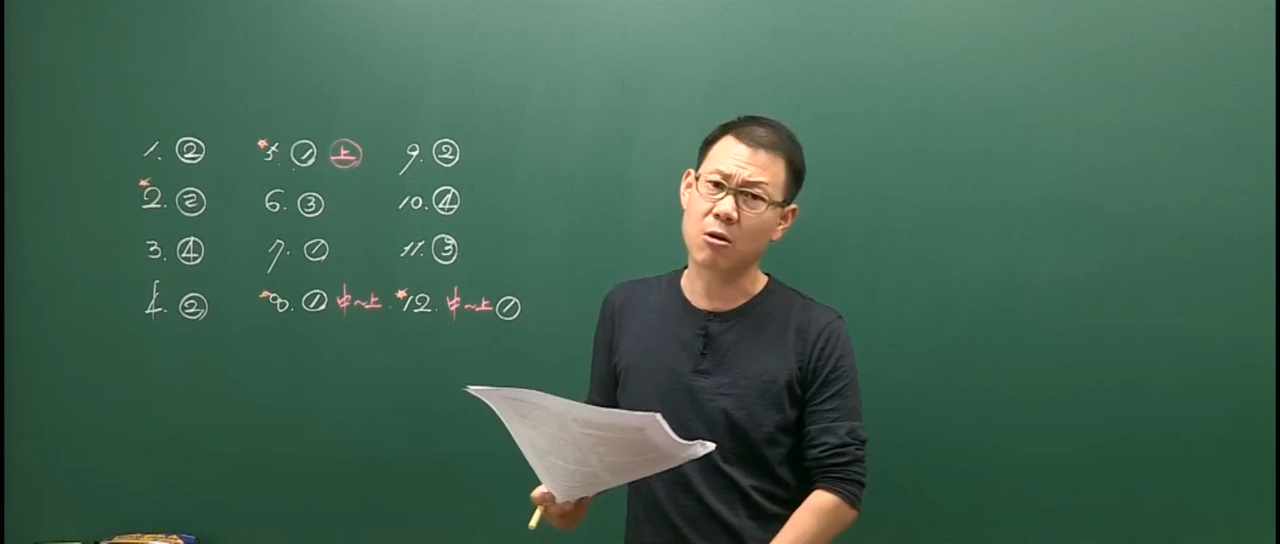 1. ② *5. ① ㊤ 9. ②
*2. ② 6. ③ 10. ④
3. ④ 7. ① 11. ③
4. ② *8. ① 中~上. *12. 中~上 ①